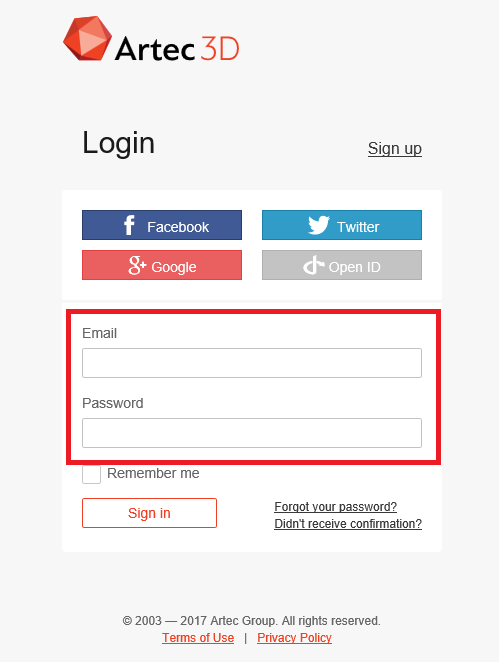 Artec 3D
Login
Sign up
Facebook
Twitter
Google
Open ID
Email
Password
Remember me
Sign in
Forgot your password?
Didn't receive confirmation?
© 2003 — 2017 Artec Group. All rights reserved.
Terms of Use | Privacy Policy